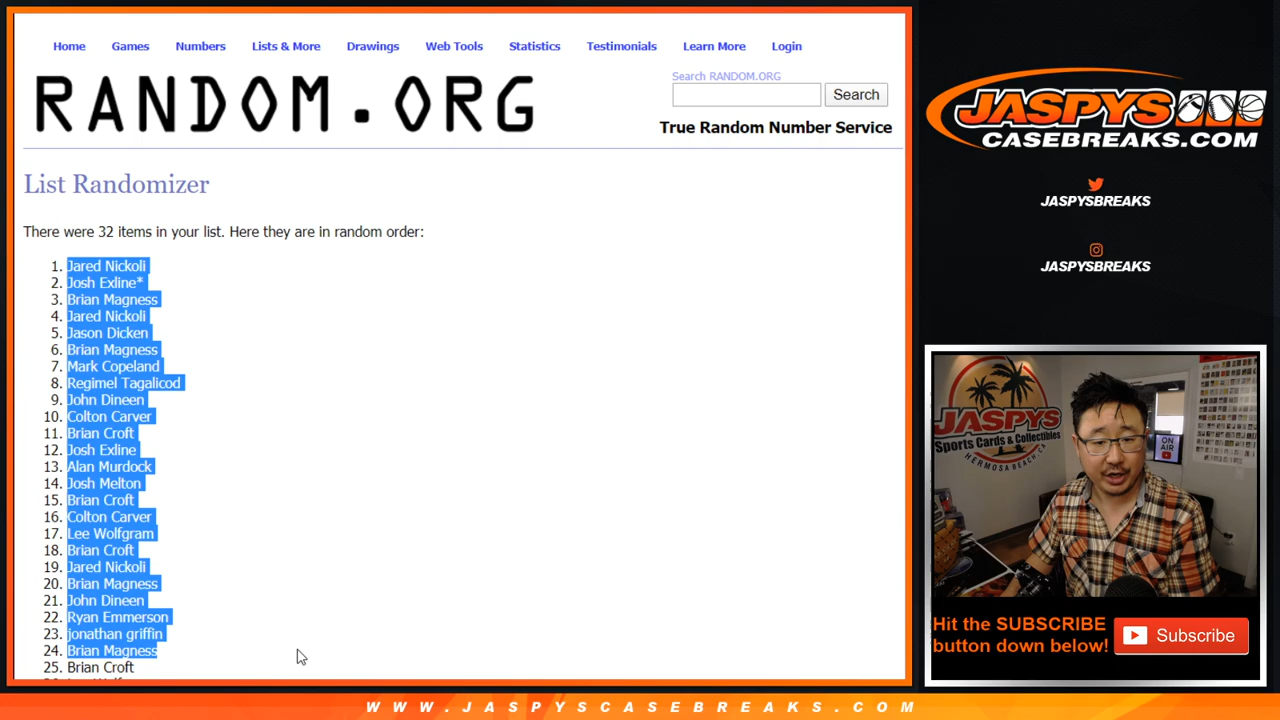 Home Games Numbers Lists & More Drawings Web Tools Statistics Testimonials Learn More Login
RANDOM.ORG
Search RANDOM.ORG
Search
True Random Number Service
List Randomizer
There were 32 items in your list. Here they are in random order:
1. Jared Nickoli
2. Josh Exline*
3. Brian Magness
4. Jared Nickoli
5. Jason Dicken
6. Brian Magness
7. Mark Copeland
8. Regimel Tagalicod
9. John Dineen
10. Colton Carver
11. Brian Croft
12. Josh Exline
13. Alan Murdock
14. Josh Melton
15. Brian Croft
16. Colton Carver
17. Lee Wolfgram
18. Brian Croft
19. Jared Nickoli
20. Brian Magness
21. John Dineen
22. Ryan Emmerson
23. jonathan griffin
24. Brian Magness
25. Brian Croft
JASPYS
CASEBREAKS.COM
JASPYSBREAKS
JASPYSBREAKS
JASPYS
Sports Cards & Collectibles
HERMOSA BEACH, CA
ON AIR
Hit the SUBSCRIBE
button down below!
Subscribe
WWW.JASPYSCASEBREAKS.COM